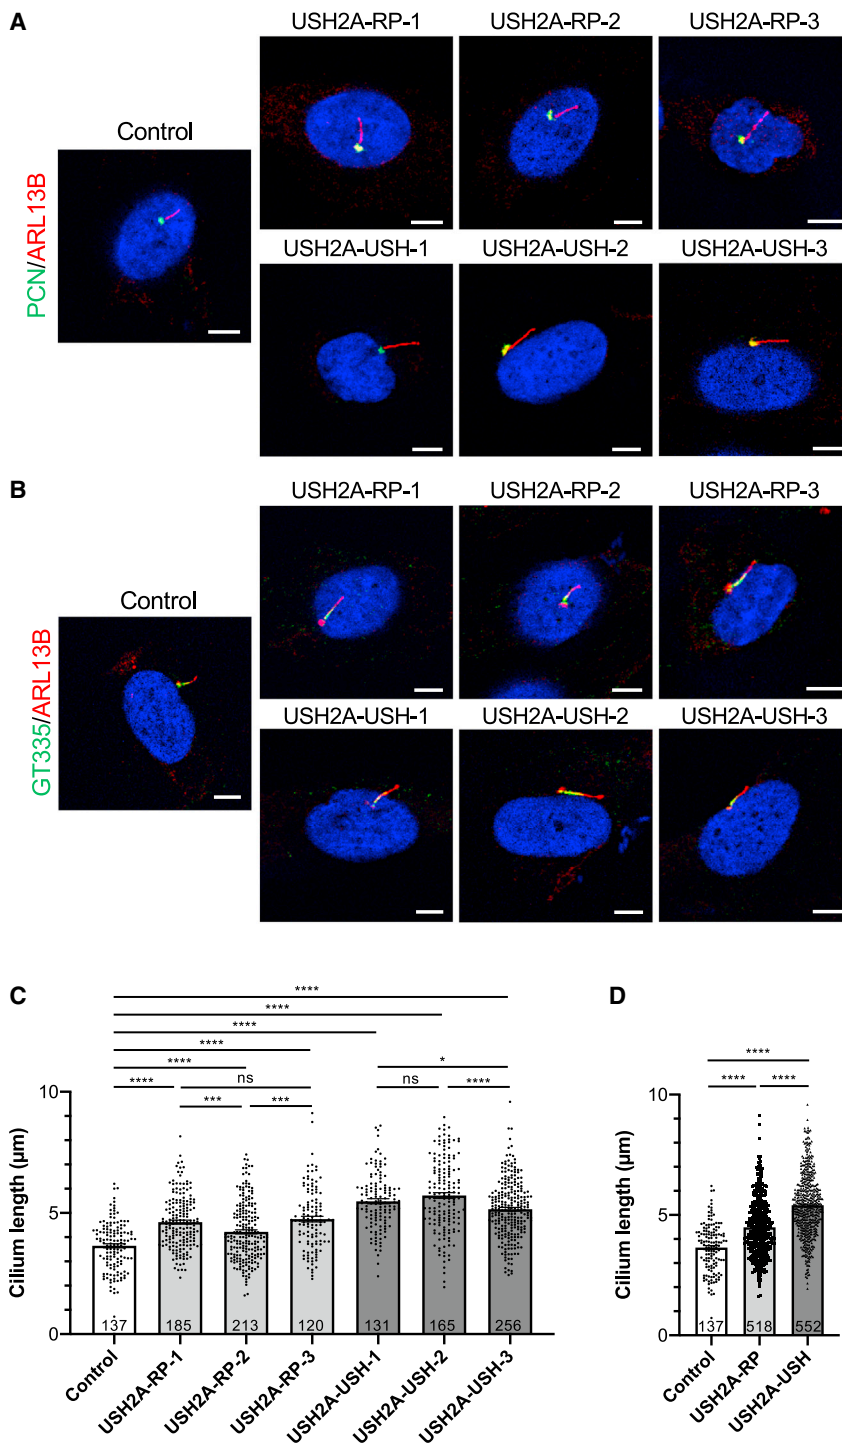 A
USH2A-RP-1
USH2A-RP-2
USH2A-RP-3
Control
PCN/ARL13B
USH2A-USH-1
USH2A-USH-2
USH2A-USH-3
B
USH2A-RP-1
USH2A-RP-2
USH2A-RP-3
Control
GT335/ARL13B
USH2A-USH-1
USH2A-USH-2
USH2A-USH-3
C
****
****
****
****
****
*
****
ns
ns
****
***
***
Cilium length (μm)
10
5
0
137
185
213
120
131
165
256
Control
USH2A-RP-1
USH2A-RP-2
USH2A-RP-3
USH2A-USH-1
USH2A-USH-2
USH2A-USH-3
D
****
****
****
Cilium length (μm)
10
5
0
137
518
552
Control
USH2A-RP
USH2A-USH